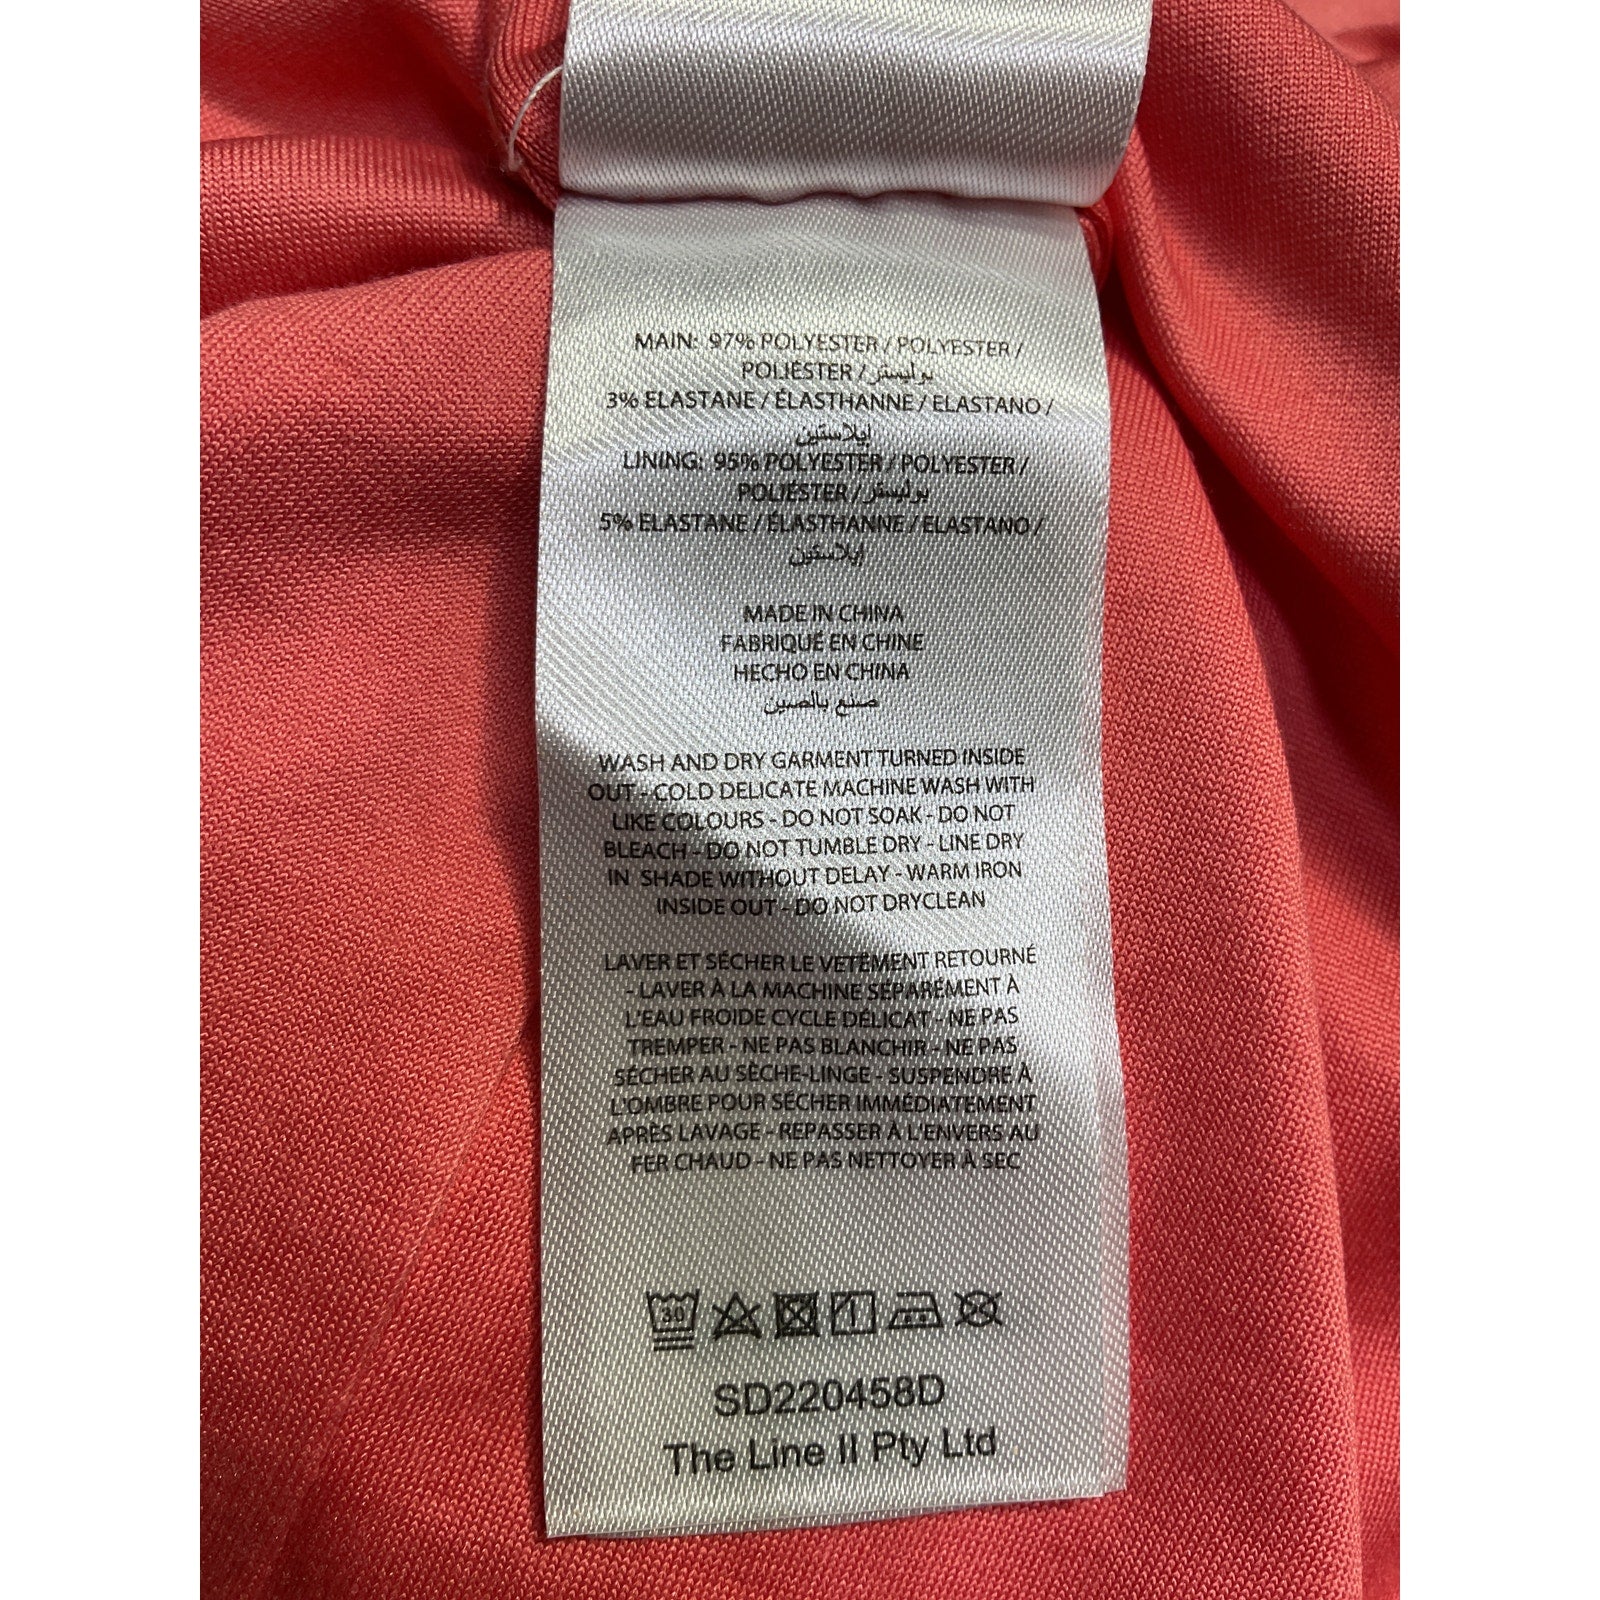 MAIN: 97% POLYESTER / POLYESTER /
POLIÉSTER / بوليستر
3% ELASTANE / ÉLASTHANNE / ELASTANO /
إيلاستين
LINING: 95% POLYESTER / POLYESTER /
POLIÉSTER / بوليستر
5% ELASTANE / ÉLASTHANNE / ELASTANO /
إيلاستين
MADE IN CHINA
FABRIQUÉ EN CHINE
HECHO EN CHINA
صنع بالصين
WASH AND DRY GARMENT TURNED INSIDE
OUT - COLD DELICATE MACHINE WASH WITH
LIKE COLOURS - DO NOT SOAK - DO NOT
BLEACH - DO NOT TUMBLE DRY - LINE DRY
IN SHADE WITHOUT DELAY - WARM IRON
INSIDE OUT - DO NOT DRYCLEAN
LAVER ET SÉCHER LE VETÉMENT RETOURNÉ
- LAVER À LA MACHINE SÉPARÉMENT À
L'EAU FROIDE CYCLE DÉLICAT - NE PAS
TREMPER - NE PAS BLANCHIR - NE PAS
SÉCHER AU SÈCHE-LINGE - SUSPENDRE À
L'OMBRE POUR SÉCHER IMMÉDIATEMENT
APRÈS LAVAGE - REPASSER À L'ENVERS AU
FER CHAUD - NE PAS NETTOYER À SEC
30
SD220458D
The Line II Pty Ltd